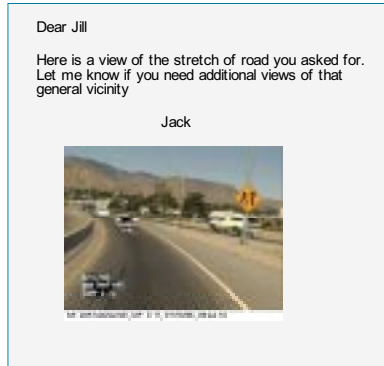 Dear Jill
Here is a view of the stretch of road you asked for.
Let me know if you need additional views of that
general vicinity
Jack